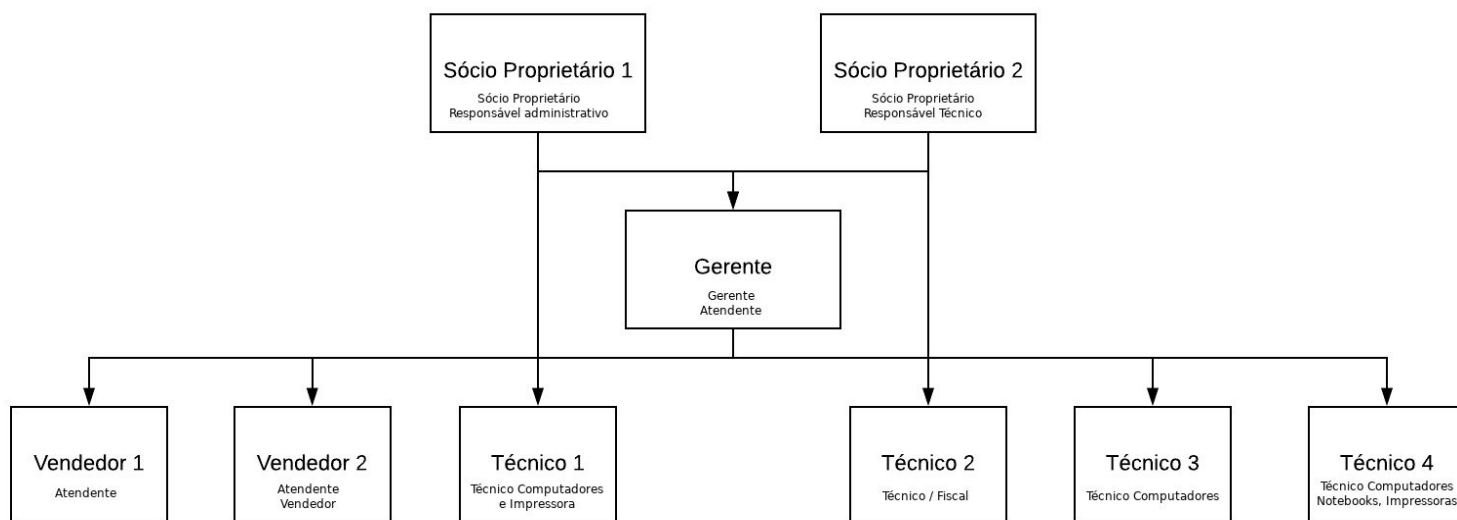 Sócio Proprietário 1
Sócio Proprietário
Responsável administrativo
Sócio Proprietário 2
Sócio Proprietário
Responsável Técnico
Gerente
Gerente
Atendente
Vendedor 1
Atendente
Vendedor 2
Atendente
Vendedor
Técnico 1
Técnico Computadores
e Impressora
Técnico 2
Técnico / Fiscal
Técnico 3
Técnico Computadores
Técnico 4
Técnico Computadores
Notebooks, Impressoras